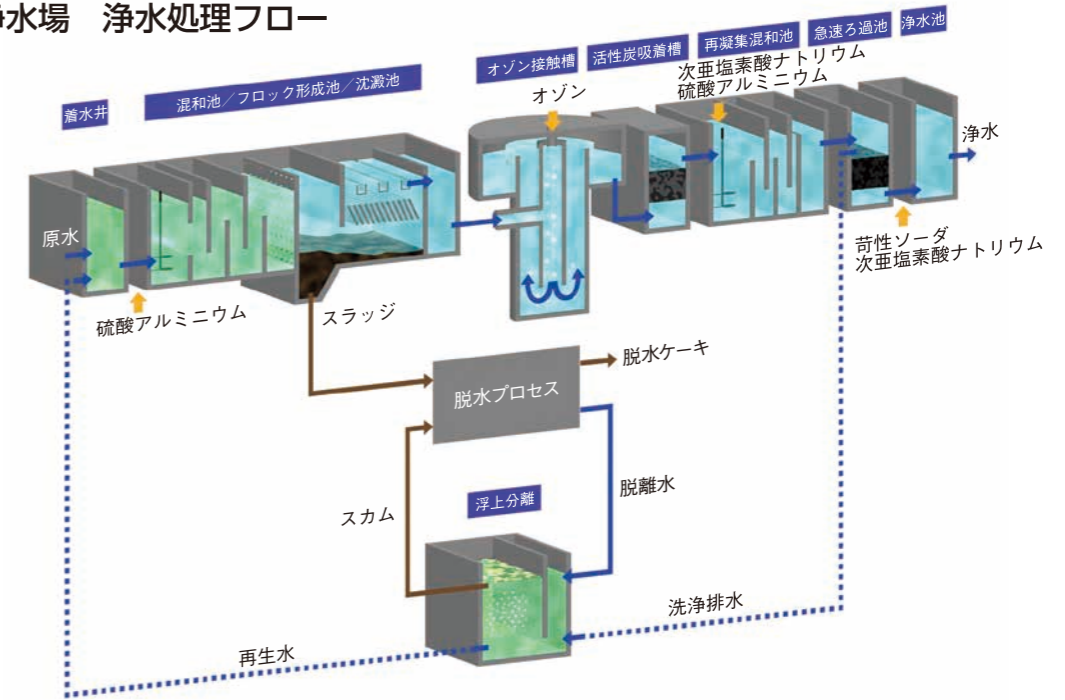 浄水場 浄水処理フロー
着水井
混和池／フロック形成池／沈澱池
オゾン接触槽
活性炭吸着槽
再凝集混和池
急速ろ過池
浄水池
オゾン
次亜塩素酸ナトリウム
硫酸アルミニウム
浄水
原水
硫酸アルミニウム
スラッジ
苛性ソーダ
次亜塩素酸ナトリウム
脱水プロセス
脱水ケーキ
脱離水
浮上分離
スカム
洗浄排水
再生水